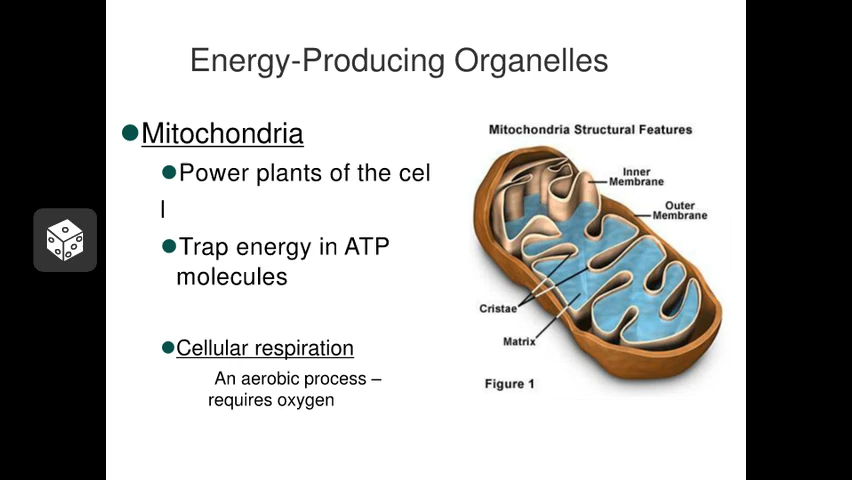 Energy-Producing Organelles
Mitochondria
Power plants of the cel
l
Trap energy in ATP
molecules
Cellular respiration
An aerobic process –
requires oxygen
Mitochondria Structural Features
Inner
Membrane
Outer
Membrane
Cristae
Matrix
Figure 1